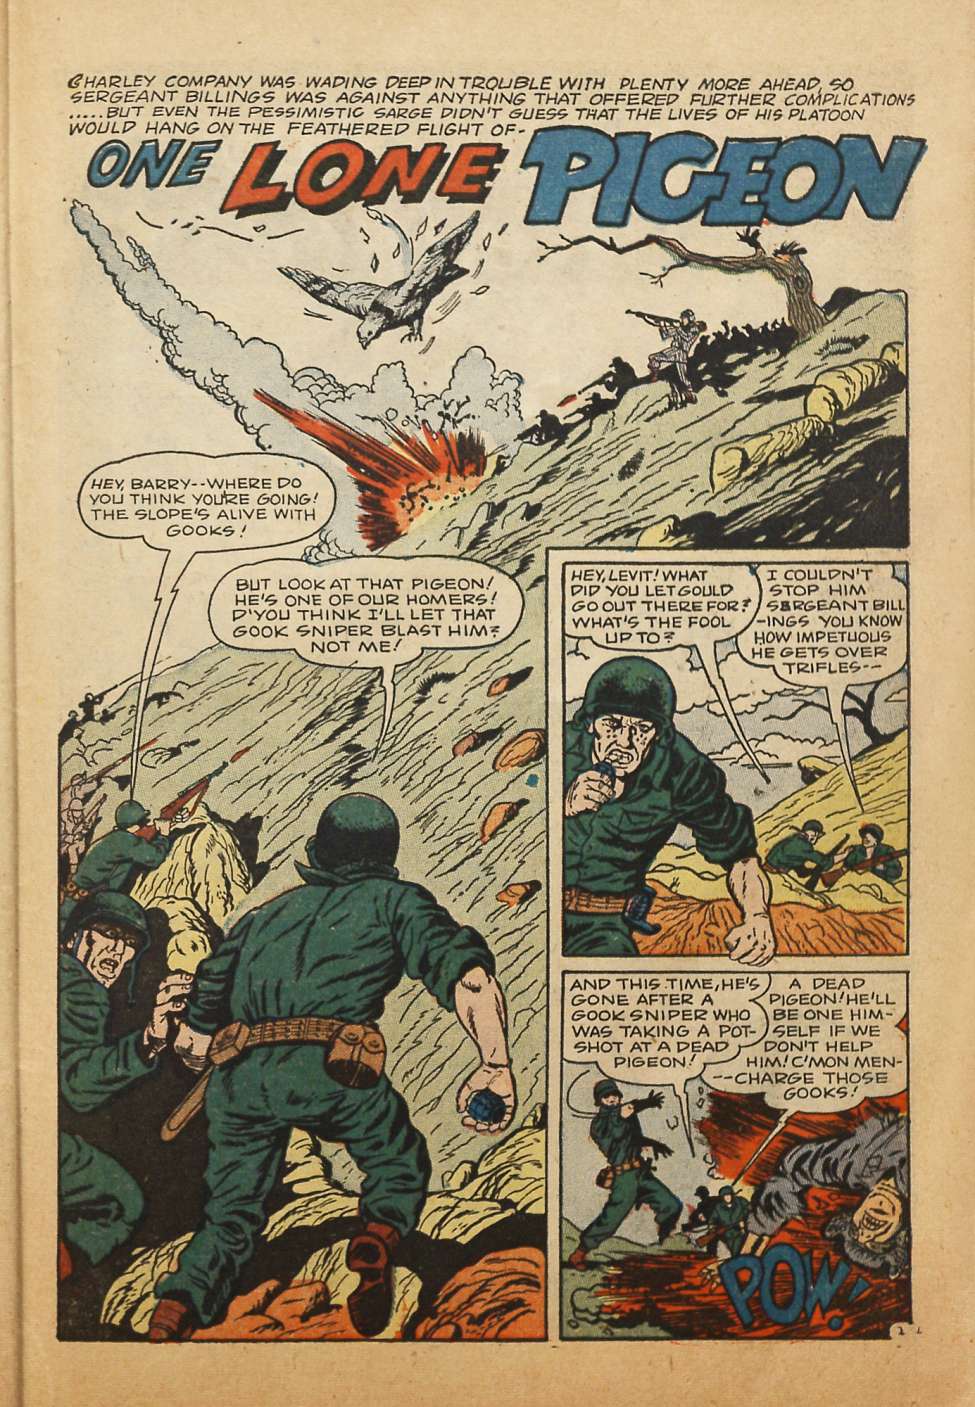 CHARLEY COMPANY WAS WADING DEEP IN TROUBLE WITH PLENTY MORE AHEAD, SO
SERGEANT BILLINGS WAS AGAINST ANYTHING THAT OFFERED FURTHER COMPLICATIONS
.....BUT EVEN THE PESSIMISTIC SARGE DIDN'T GUESS THAT THE LIVES OF HIS PLATOON
WOULD HANG ON THE FEATHERED FLIGHT OF-
ONE LONE PIGEON
HEY, BARRY--WHERE DO
YOU THINK YOU'RE GOING!
THE SLOPE'S ALIVE WITH
GOOKS!
BUT LOOK AT THAT PIGEON!
HE'S ONE OF OUR HOMERS!
D'YOU THINK I'LL LET THAT
GOOK SNIPER BLAST HIM?
NOT ME!
HEY, LEVIT! WHAT
DID YOU LET GOULD
GO OUT THERE FOR?
WHAT'S THE FOOL
UP TO?
I COULDN'T
STOP HIM
SERGEANT BILL
-INGS YOU KNOW
HOW IMPETUOUS
HE GETS OVER
TRIFLES--
AND THIS TIME, HE'S
GONE AFTER A
GOOK SNIPER WHO
WAS TAKING A POT-
SHOT AT A DEAD
PIGEON!
A DEAD
PIGEON! HE'LL
BE ONE HIM-
SELF IF WE
DON'T HELP
HIM! C'MON MEN-
--CHARGE THOSE
GOOKS!
POW!